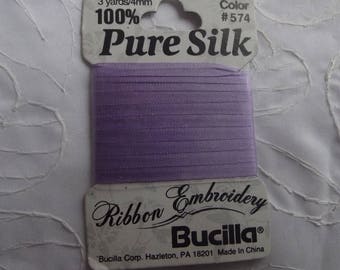 3 yards/4mm Color
100% #574
Pure Silk
Ribbon Embroidery
Bucilla®
Bucilla Corp. Hazleton, PA 18201 Made in China